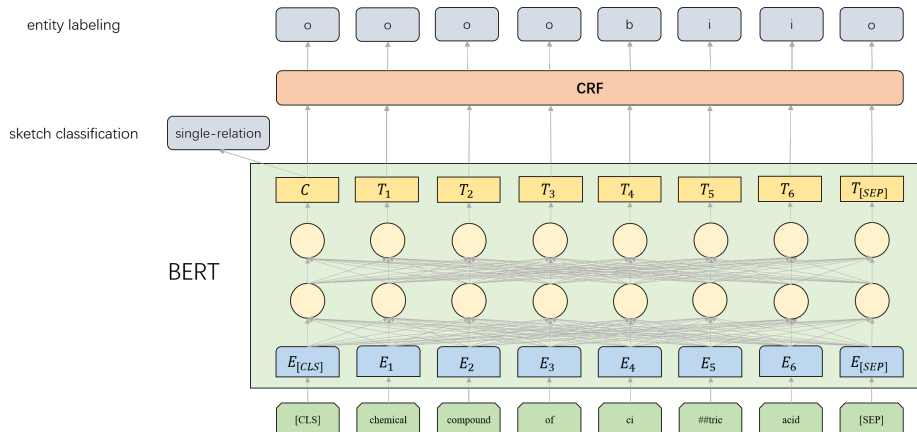 entity labeling o o o o b i i o
CRF
sketch classification single-relation
C T₁ T₂ T₃ T₄ T₅ T₆ T[SEP]
BERT
E[CLS] E₁ E₂ E₃ E₄ E₅ E₆ E[SEP]
[CLS] chemical compound of ci ##tric acid [SEP]